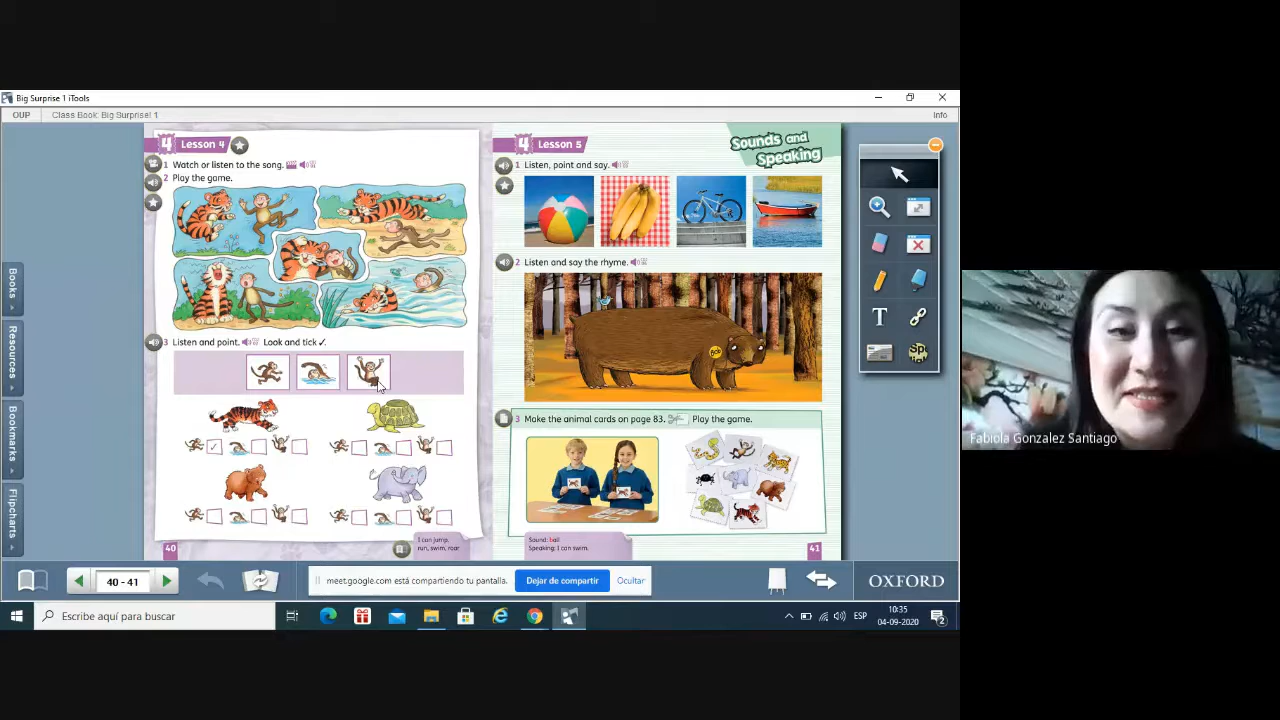 Big Surprise 1 iTools
OUP
Class Book: Big Surprise! 1
Info
4 Lesson 4
1 Watch or listen to the song.
2 Play the game.
3 Listen and point. Look and tick ✓.
✓
I can jump,
run, swim, roar
40
4 Lesson 5
Sounds and
Speaking
1 Listen, point and say.
2 Listen and say the rhyme.
3 Make the animal cards on page 83. Play the game.
Sound: ball
Speaking: I can swim.
41
Books
Resources
Bookmarks
Flipcharts
T
Sp
Fabiola Gonzalez Santiago
40 - 41
meet.google.com está compartiendo tu pantalla.
Dejar de compartir
Ocultar
OXFORD
Escribe aquí para buscar
ESP
10:35
04-09-2020
2